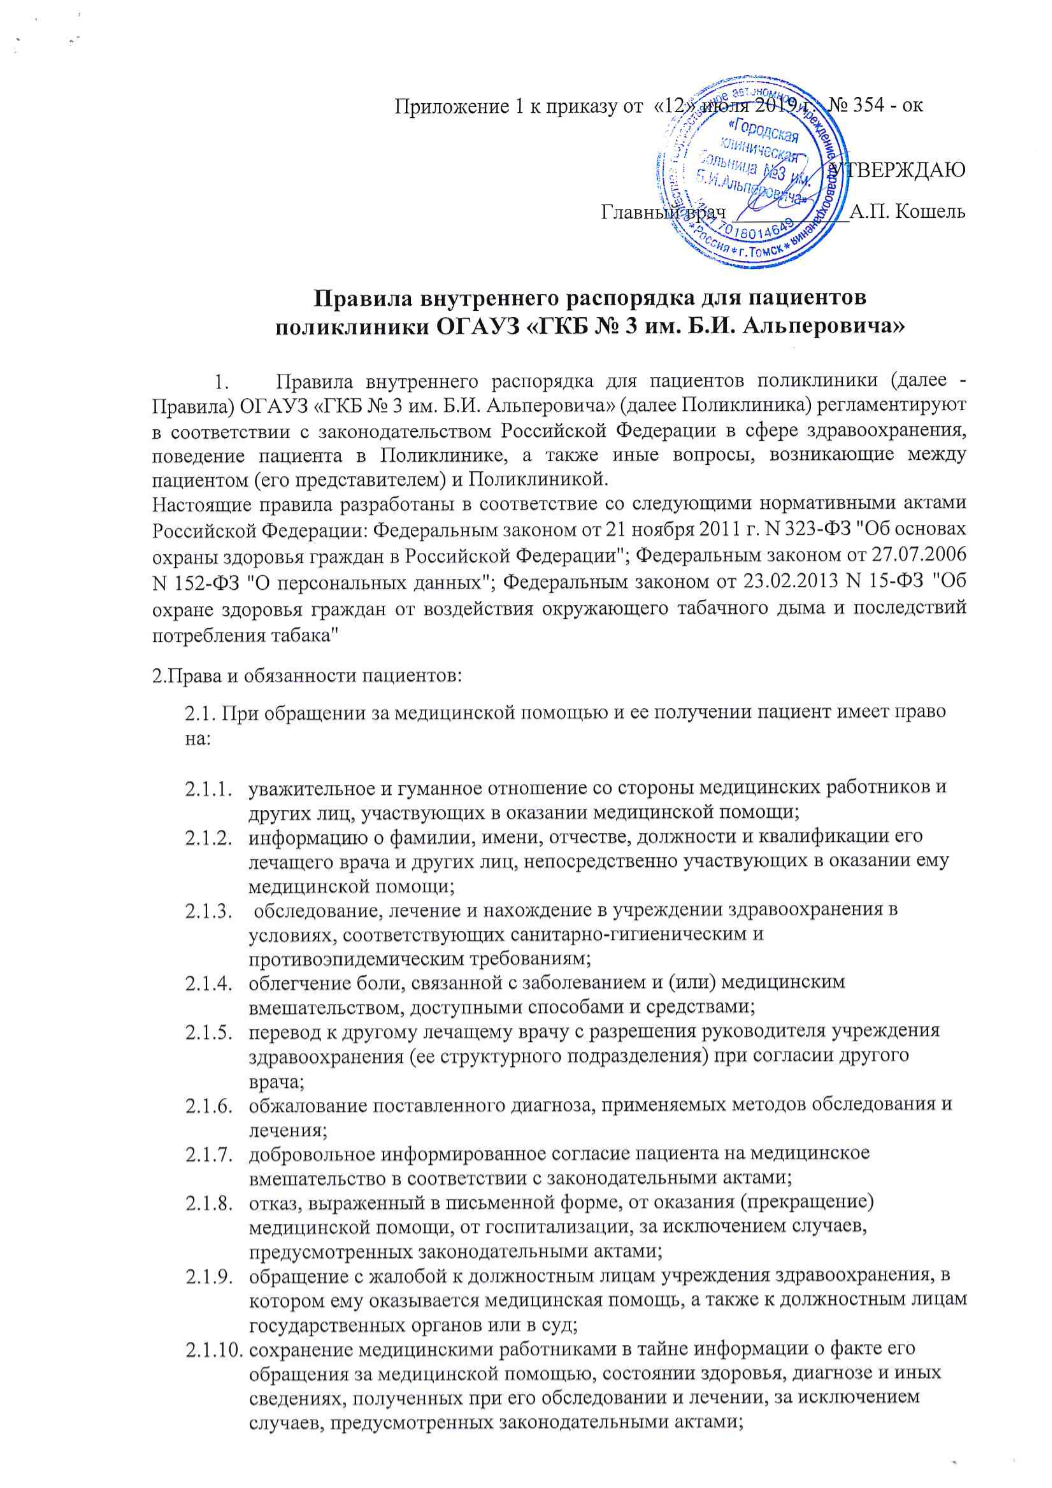 Приложение 1 к приказу от «12» июля 2019 г. № 354 - ок
«Городская
клиническая
больница №3 им.
Б.И.Альперовича»
ИНН 7018014649
*Россия*г.Томск*
УТВЕРЖДАЮ
Главный врач ___________А.П. Кошель
Правила внутреннего распорядка для пациентов
поликлиники ОГАУЗ «ГКБ № 3 им. Б.И. Альперовича»
1. Правила внутреннего распорядка для пациентов поликлиники (далее -
Правила) ОГАУЗ «ГКБ № 3 им. Б.И. Альперовича» (далее Поликлиника) регламентируют
в соответствии с законодательством Российской Федерации в сфере здравоохранения,
поведение пациента в Поликлинике, а также иные вопросы, возникающие между
пациентом (его представителем) и Поликлиникой.
Настоящие правила разработаны в соответствие со следующими нормативными актами
Российской Федерации: Федеральным законом от 21 ноября 2011 г. N 323-ФЗ "Об основах
охраны здоровья граждан в Российской Федерации"; Федеральным законом от 27.07.2006
N 152-ФЗ "О персональных данных"; Федеральным законом от 23.02.2013 N 15-ФЗ "Об
охране здоровья граждан от воздействия окружающего табачного дыма и последствий
потребления табака"
2.Права и обязанности пациентов:
2.1. При обращении за медицинской помощью и ее получении пациент имеет право
на:
2.1.1. уважительное и гуманное отношение со стороны медицинских работников и
других лиц, участвующих в оказании медицинской помощи;
2.1.2. информацию о фамилии, имени, отчестве, должности и квалификации его
лечащего врача и других лиц, непосредственно участвующих в оказании ему
медицинской помощи;
2.1.3. обследование, лечение и нахождение в учреждении здравоохранения в
условиях, соответствующих санитарно-гигиеническим и
противоэпидемическим требованиям;
2.1.4. облегчение боли, связанной с заболеванием и (или) медицинским
вмешательством, доступными способами и средствами;
2.1.5. перевод к другому лечащему врачу с разрешения руководителя учреждения
здравоохранения (ее структурного подразделения) при согласии другого
врача;
2.1.6. обжалование поставленного диагноза, применяемых методов обследования и
лечения;
2.1.7. добровольное информированное согласие пациента на медицинское
вмешательство в соответствии с законодательными актами;
2.1.8. отказ, выраженный в письменной форме, от оказания (прекращение)
медицинской помощи, от госпитализации, за исключением случаев,
предусмотренных законодательными актами;
2.1.9. обращение с жалобой к должностным лицам учреждения здравоохранения, в
котором ему оказывается медицинская помощь, а также к должностным лицам
государственных органов или в суд;
2.1.10. сохранение медицинскими работниками в тайне информации о факте его
обращения за медицинской помощью, состоянии здоровья, диагнозе и иных
сведениях, полученных при его обследовании и лечении, за исключением
случаев, предусмотренных законодательными актами;